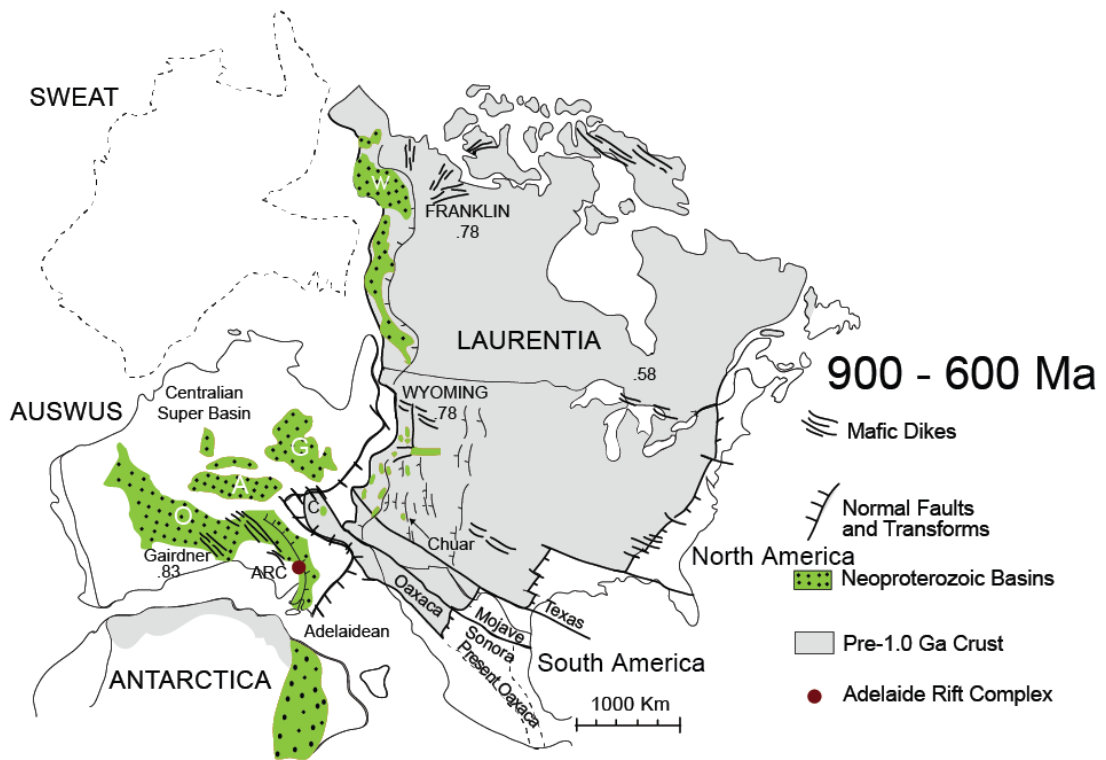 SWEAT
W
FRANKLIN
.78
LAURENTIA
.58
900 - 600 Ma
WYOMING
.78
Centralian
Super Basin
AUSWUS
G
A
O
C
Mafic Dikes
Normal Faults
and Transforms
Chuar
North America
Gairdner
.83
ARC
Neoproterozoic Basins
Oaxaca
Mojave
Texas
Adelaidean
Sonora
South America
Present Oaxaca
Pre-1.0 Ga Crust
ANTARCTICA
Adelaide Rift Complex
1000 Km